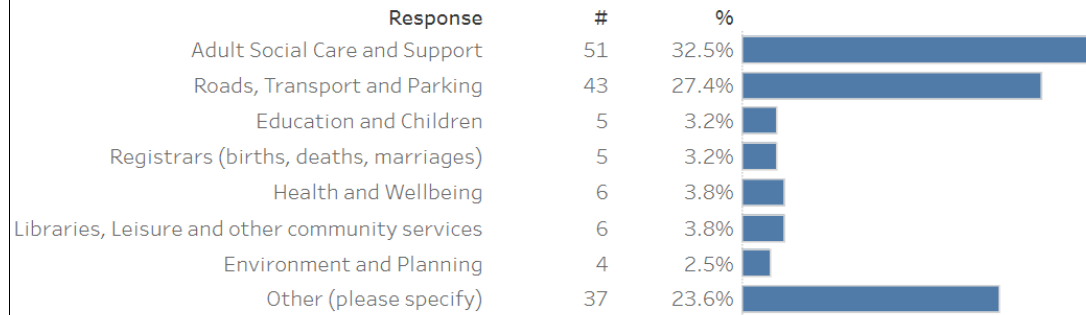 Response # %
Adult Social Care and Support 51 32.5%
Roads, Transport and Parking 43 27.4%
Education and Children 5 3.2%
Registrars (births, deaths, marriages) 5 3.2%
Health and Wellbeing 6 3.8%
Libraries, Leisure and other community services 6 3.8%
Environment and Planning 4 2.5%
Other (please specify) 37 23.6%